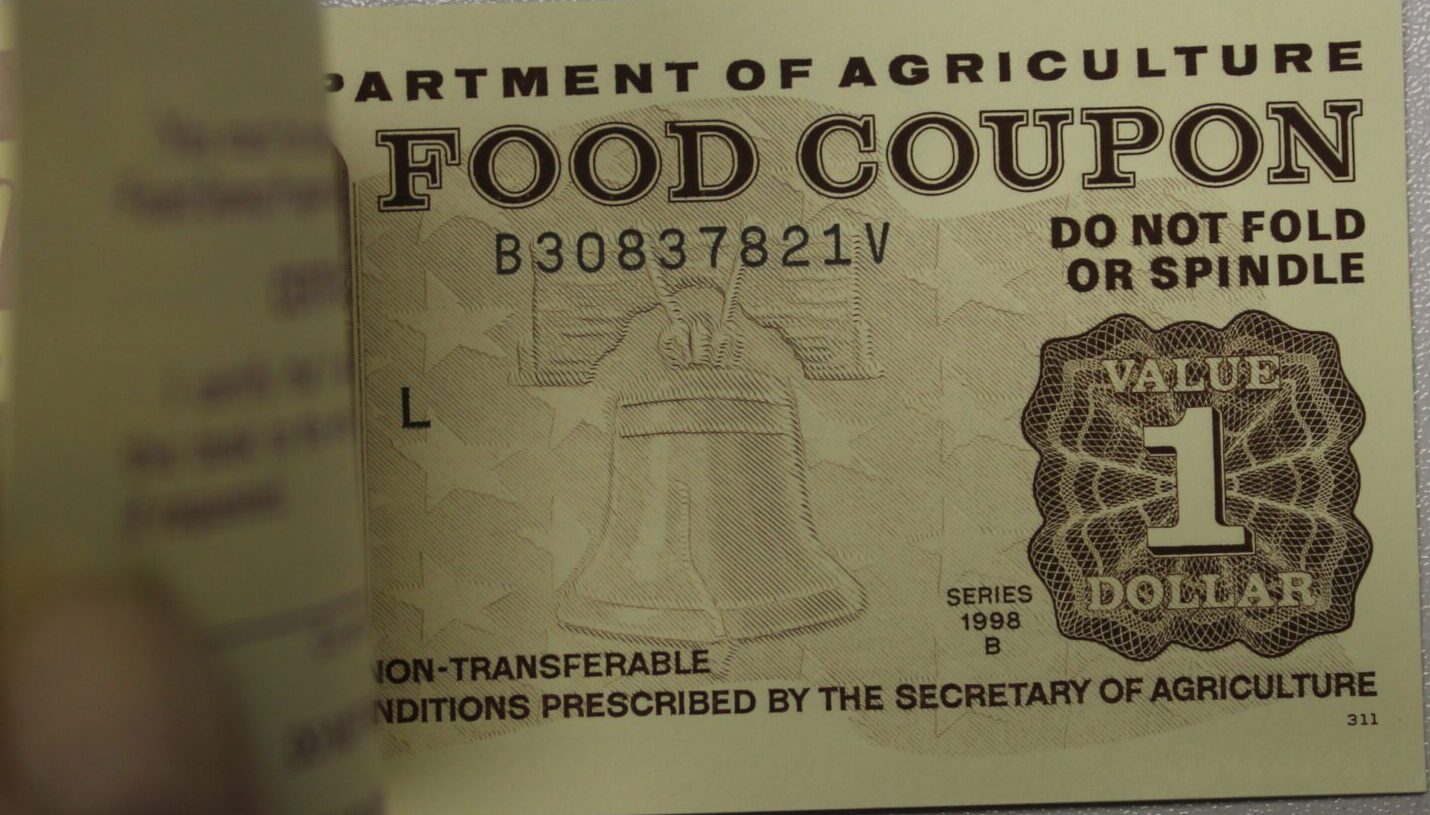 PARTMENT OF AGRICULTURE
FOOD COUPON
B30837821V
DO NOT FOLD
OR SPINDLE
L
VALUE
1
DOLLAR
SERIES
1998
B
NON-TRANSFERABLE
NDITIONS PRESCRIBED BY THE SECRETARY OF AGRICULTURE
311